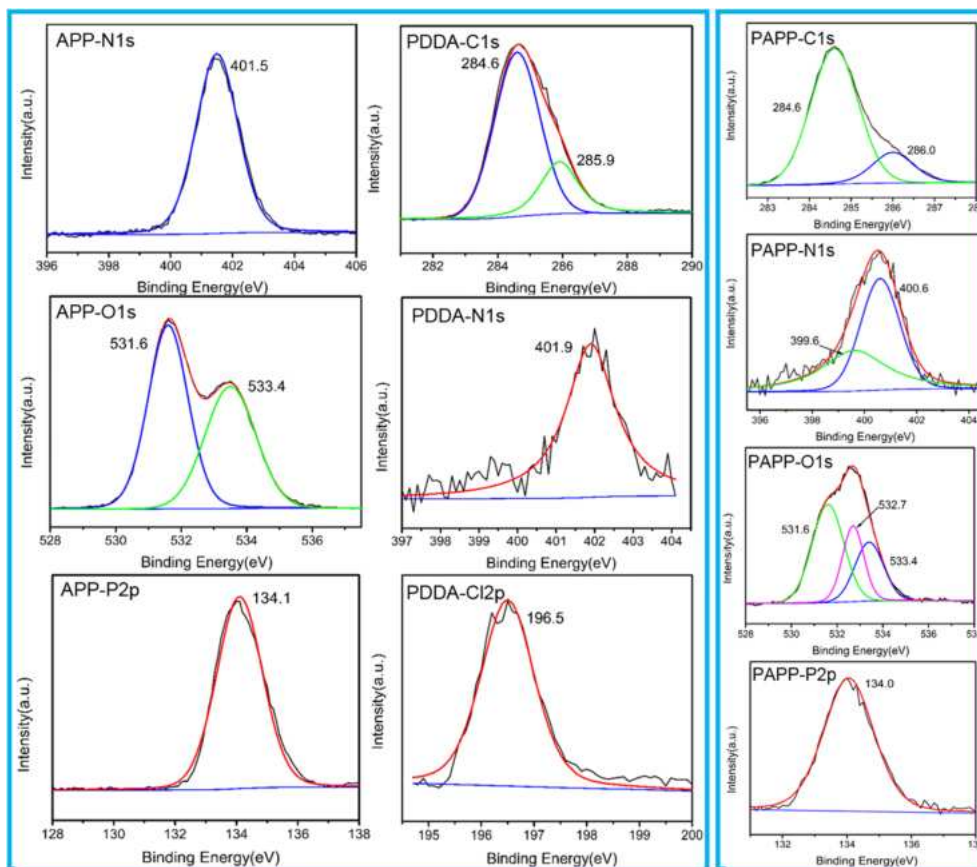 APP-N1s
401.5
Intensity(a.u.)
396 398 400 402 404 406
Binding Energy(eV)
PDDA-C1s
284.6
285.9
Intensity(a.u.)
282 284 286 288 290
Binding Energy(eV)
APP-O1s
531.6
533.4
Intensity(a.u.)
528 530 532 534 536
Binding Energy(eV)
PDDA-N1s
401.9
Intensity(a.u.)
397 398 399 400 401 402 403 404
Binding Energy(eV)
APP-P2p
134.1
Intensity(a.u.)
128 130 132 134 136 138
Binding Energy(eV)
PDDA-Cl2p
196.5
Intensity(a.u.)
195 196 197 198 199 200
Binding Energy(eV)
PAPP-C1s
284.6
286.0
Intensity(a.u.)
283 284 285 286 287
Binding Energy(eV)
PAPP-N1s
400.6
399.6
Intensity(a.u.)
396 398 400 402 404
Binding Energy(eV)
PAPP-O1s
531.6
532.7
533.4
Intensity(a.u.)
528 530 532 534 536
Binding Energy(eV)
PAPP-P2p
134.0
Intensity(a.u.)
132 134 136
Binding Energy(eV)